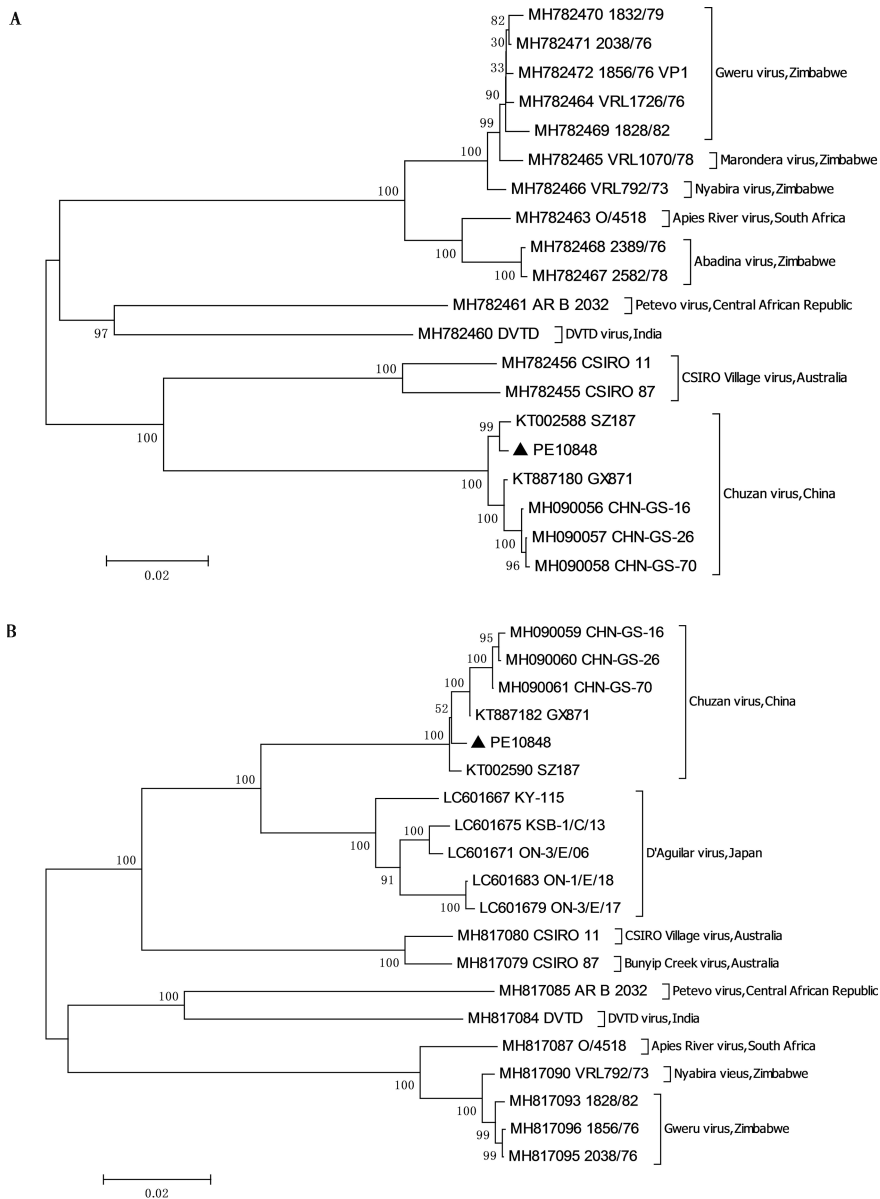 A
82
MH782470 1832/79
30
MH782471 2038/76
33
MH782472 1856/76 VP1
Gweru virus,Zimbabwe
90
MH782464 VRL1726/76
99
MH782469 1828/82
100
MH782465 VRL1070/78
Marondera virus,Zimbabwe
100
MH782466 VRL792/73
Nyabira virus,Zimbabwe
MH782463 O/4518
Apies River virus,South Africa
100
MH782468 2389/76
Abadina virus,Zimbabwe
100
MH782467 2582/78
MH782461 AR B 2032
Petevo virus,Central African Republic
97
MH782460 DVTD
DVTD virus,India
100
MH782456 CSIRO 11
CSIRO Village virus,Australia
MH782455 CSIRO 87
99
KT002588 SZ187
100
▲ PE10848
100
KT887180 GX871
Chuzan virus,China
100
MH090056 CHN-GS-16
100
MH090057 CHN-GS-26
96
MH090058 CHN-GS-70
0.02
B
95
MH090059 CHN-GS-16
100
MH090060 CHN-GS-26
100
MH090061 CHN-GS-70
Chuzan virus,China
52
KT887182 GX871
100
▲ PE10848
100
KT002590 SZ187
LC601667 KY-115
100
100
LC601675 KSB-1/C/13
D'Aguilar virus,Japan
LC601671 ON-3/E/06
91
LC601683 ON-1/E/18
100
LC601679 ON-3/E/17
100
MH817080 CSIRO 11
CSIRO Village virus,Australia
100
MH817079 CSIRO 87
Bunyip Creek virus,Australia
100
MH817085 AR B 2032
Petevo virus,Central African Republic
MH817084 DVTD
DVTD virus,India
MH817087 O/4518
Apies River virus,South Africa
100
MH817090 VRL792/73
Nyabira vieus,Zimbabwe
100
MH817093 1828/82
99
MH817096 1856/76
Gweru virus,Zimbabwe
99
MH817095 2038/76
0.02